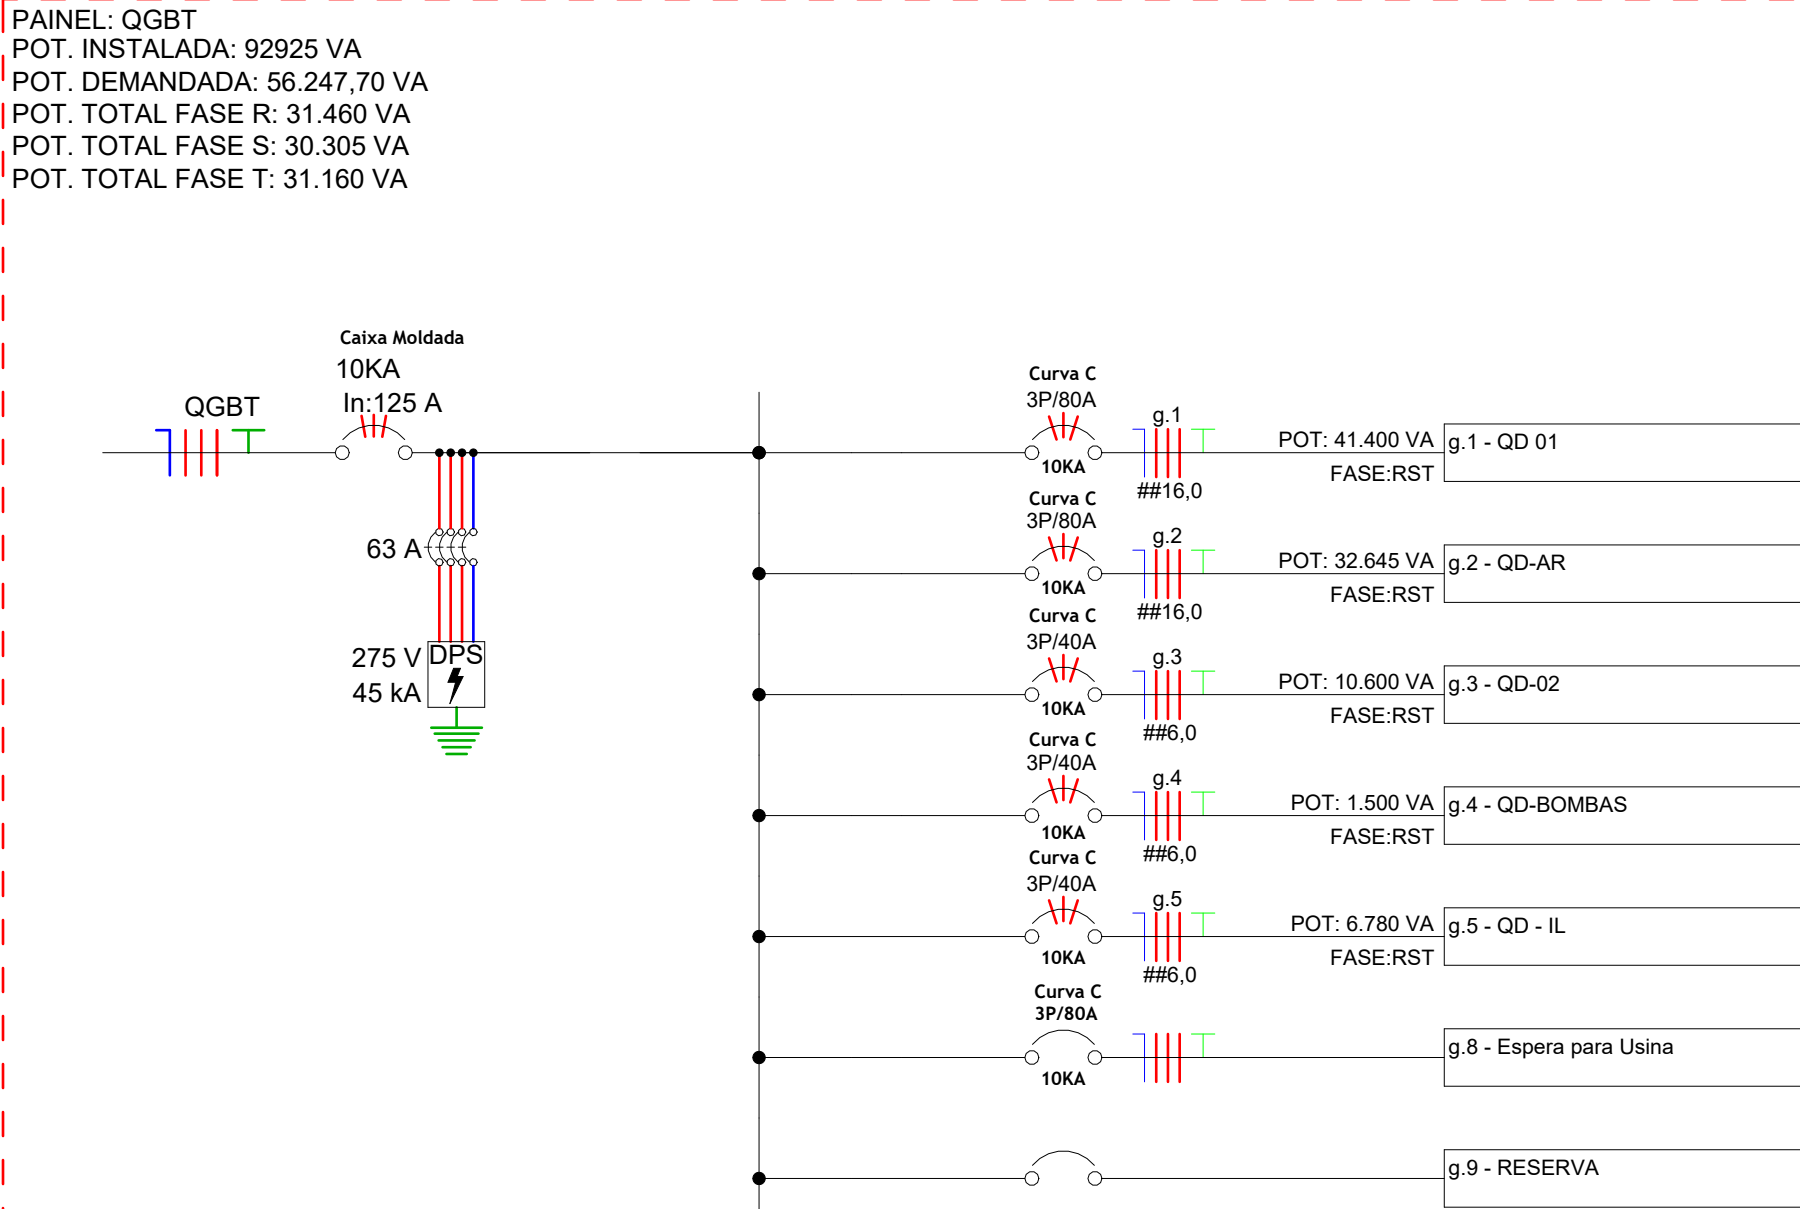 PAINEL: QGBT
POT. INSTALADA: 92925 VA
POT. DEMANDADA: 56.247,70 VA
POT. TOTAL FASE R: 31.460 VA
POT. TOTAL FASE S: 30.305 VA
POT. TOTAL FASE T: 31.160 VA
Caixa Moldada
10KA
In:125 A
QGBT
63 A
275 V
45 kA
DPS
Curva C
3P/80A
10KA
g.1
##16,0
POT: 41.400 VA
FASE:RST
g.1 - QD 01
Curva C
3P/80A
10KA
g.2
##16,0
POT: 32.645 VA
FASE:RST
g.2 - QD-AR
Curva C
3P/40A
10KA
g.3
##6,0
POT: 10.600 VA
FASE:RST
g.3 - QD-02
Curva C
3P/40A
10KA
g.4
##6,0
POT: 1.500 VA
FASE:RST
g.4 - QD-BOMBAS
Curva C
3P/40A
10KA
g.5
##6,0
POT: 6.780 VA
FASE:RST
g.5 - QD - IL
Curva C
3P/80A
10KA
g.8 - Espera para Usina
g.9 - RESERVA